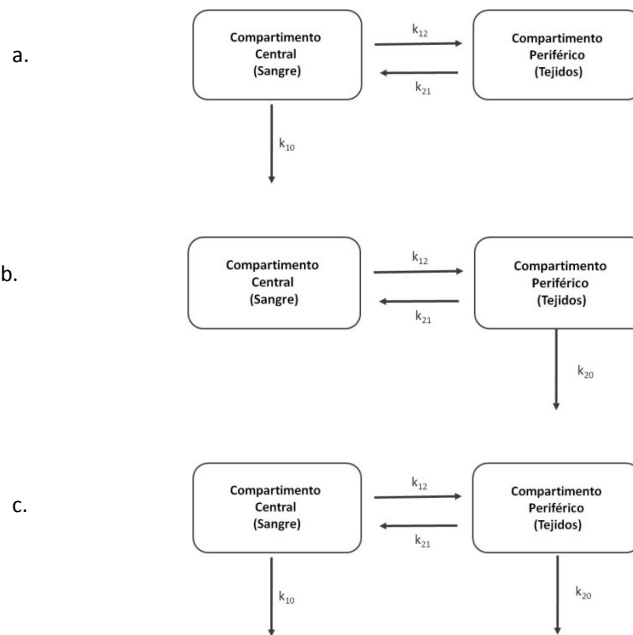 a.
Compartimento
Central
(Sangre)
k12
k21
Compartimento
Periférico
(Tejidos)
k10
b.
Compartimento
Central
(Sangre)
k12
k21
Compartimento
Periférico
(Tejidos)
k20
c.
Compartimento
Central
(Sangre)
k12
k21
Compartimento
Periférico
(Tejidos)
k10
k20